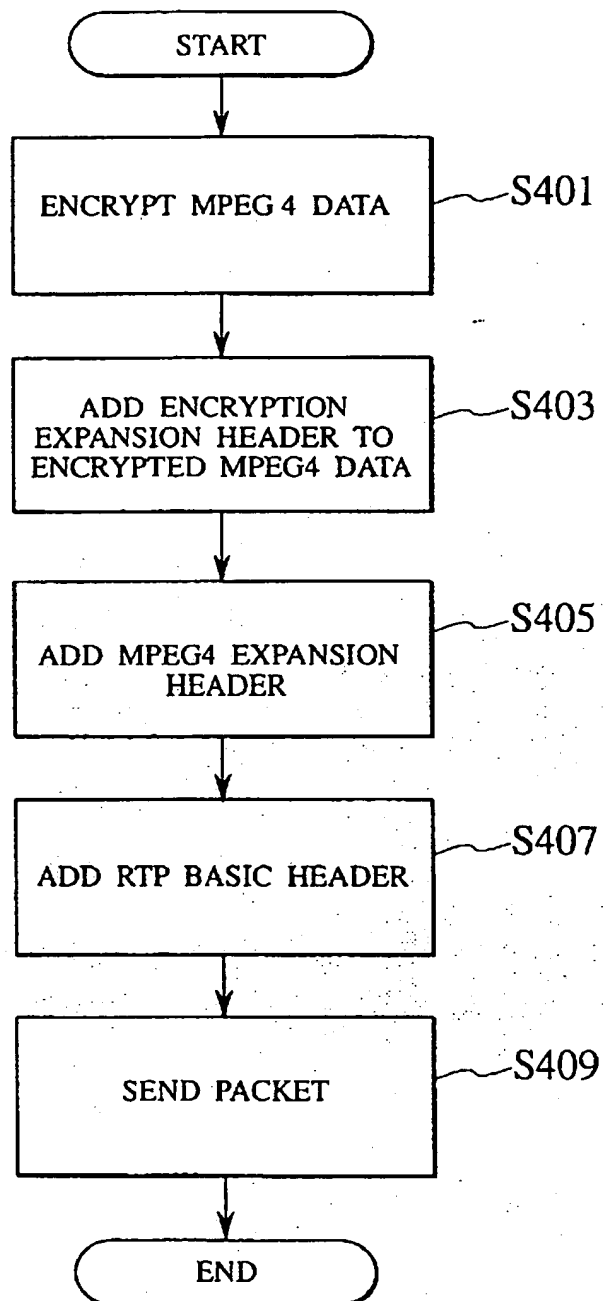 START
ENCRYPT MPEG 4 DATA
S401
ADD ENCRYPTION
EXPANSION HEADER TO
ENCRYPTED MPEG4 DATA
S403
ADD MPEG4 EXPANSION
HEADER
S405
ADD RTP BASIC HEADER
S407
SEND PACKET
S409
END